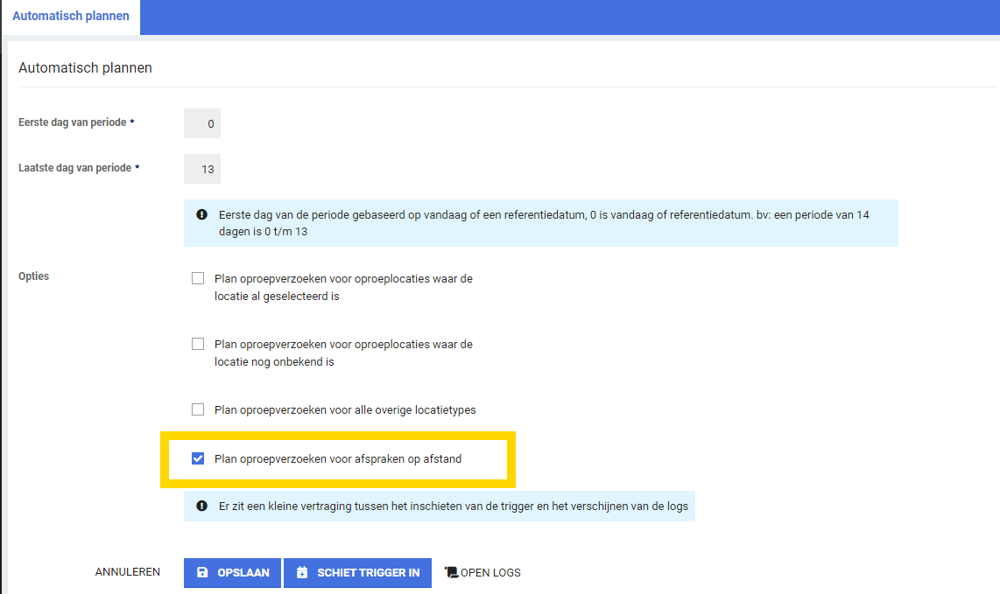 Automatisch plannen
Automatisch plannen
Eerste dag van periode *
0
Laatste dag van periode *
13
Eerste dag van de periode gebaseerd op vandaag of een referentiedatum, 0 is vandaag of referentiedatum. bv: een periode van 14
dagen is 0 t/m 13
Opties
Plan oproepverzoeken voor oproeplocaties waar de
locatie al geselecteerd is
Plan oproepverzoeken voor oproeplocaties waar de
locatie nog onbekend is
Plan oproepverzoeken voor alle overige locatietypes
Plan oproepverzoeken voor afspraken op afstand
Er zit een kleine vertraging tussen het inschieten van de trigger en het verschijnen van de logs
ANNULEREN
OPSLAAN
SCHIET TRIGGER IN
OPEN LOGS